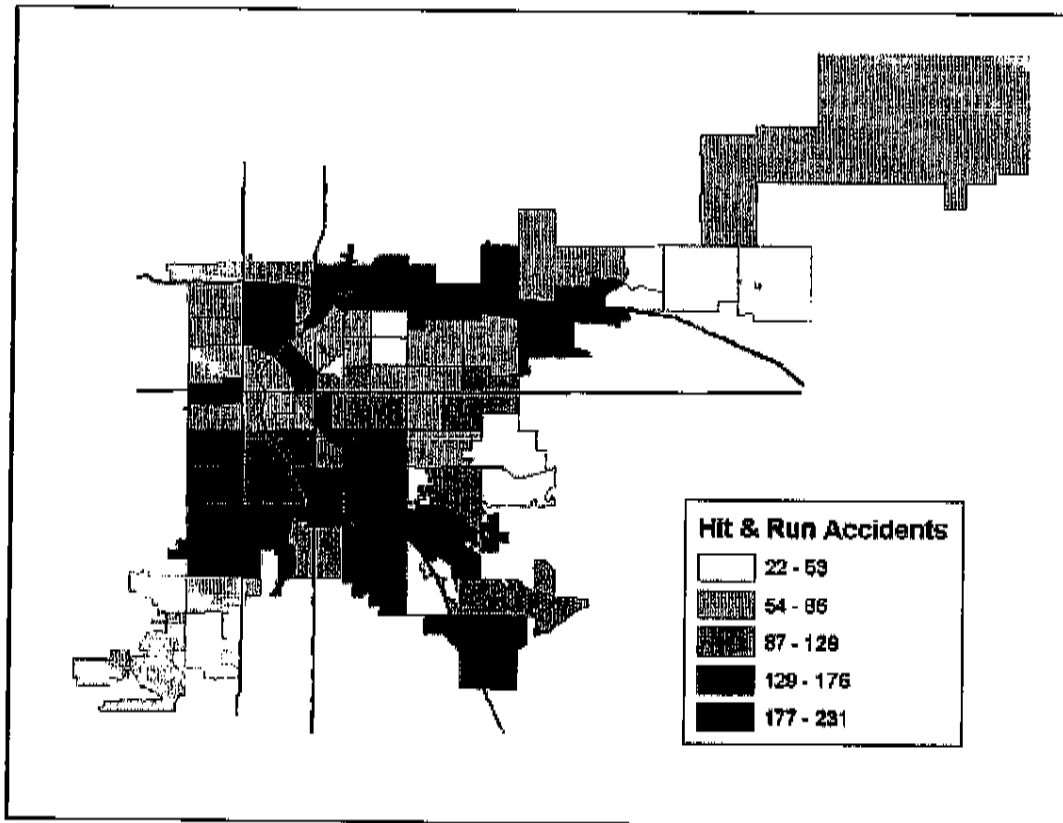 Hit & Run Accidents
22 - 53
54 - 86
87 - 128
129 - 176
177 - 231